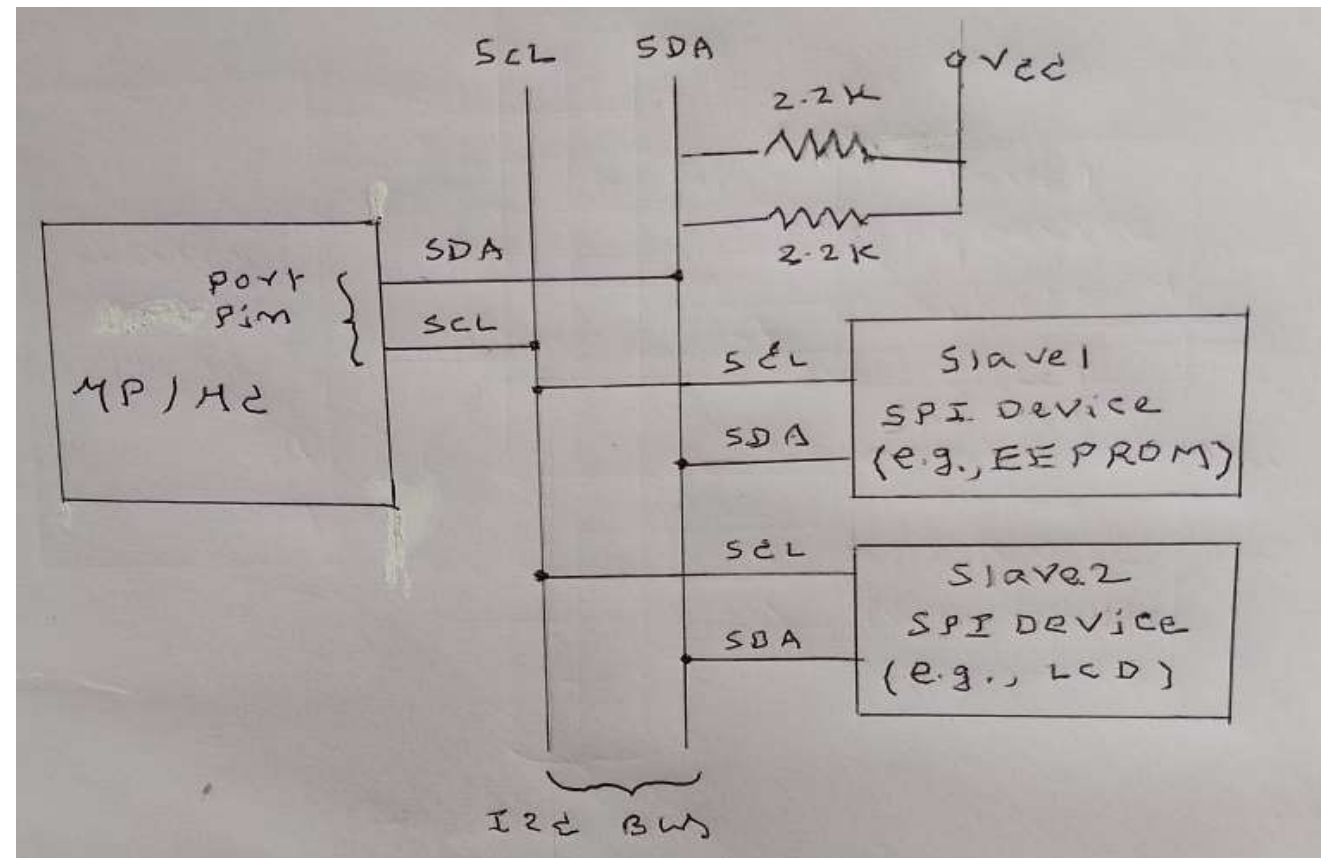 SCL SDA
Vcc
2.2K
2.2K
SDA
Port
Pin
SCL
MP/Mc
SCL
SDA
Slave1
SPI Device
(e.g., EEPROM)
SCL
SDA
Slave2
SPI Device
(e.g., LCD)
I2c Bus